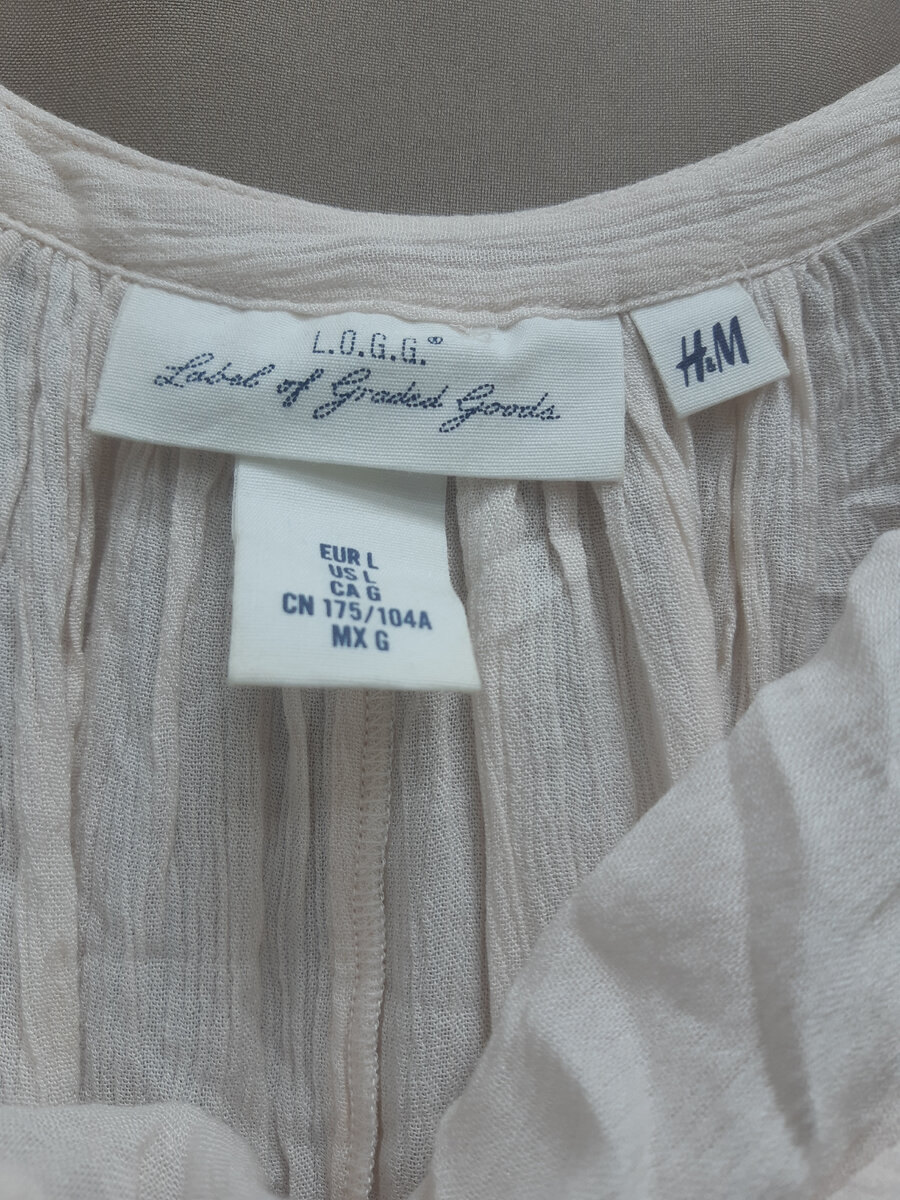 L.O.G.G.®
Label of Graded Goods
H&M
EUR L
US L
CA G
CN 175/104A
MX G